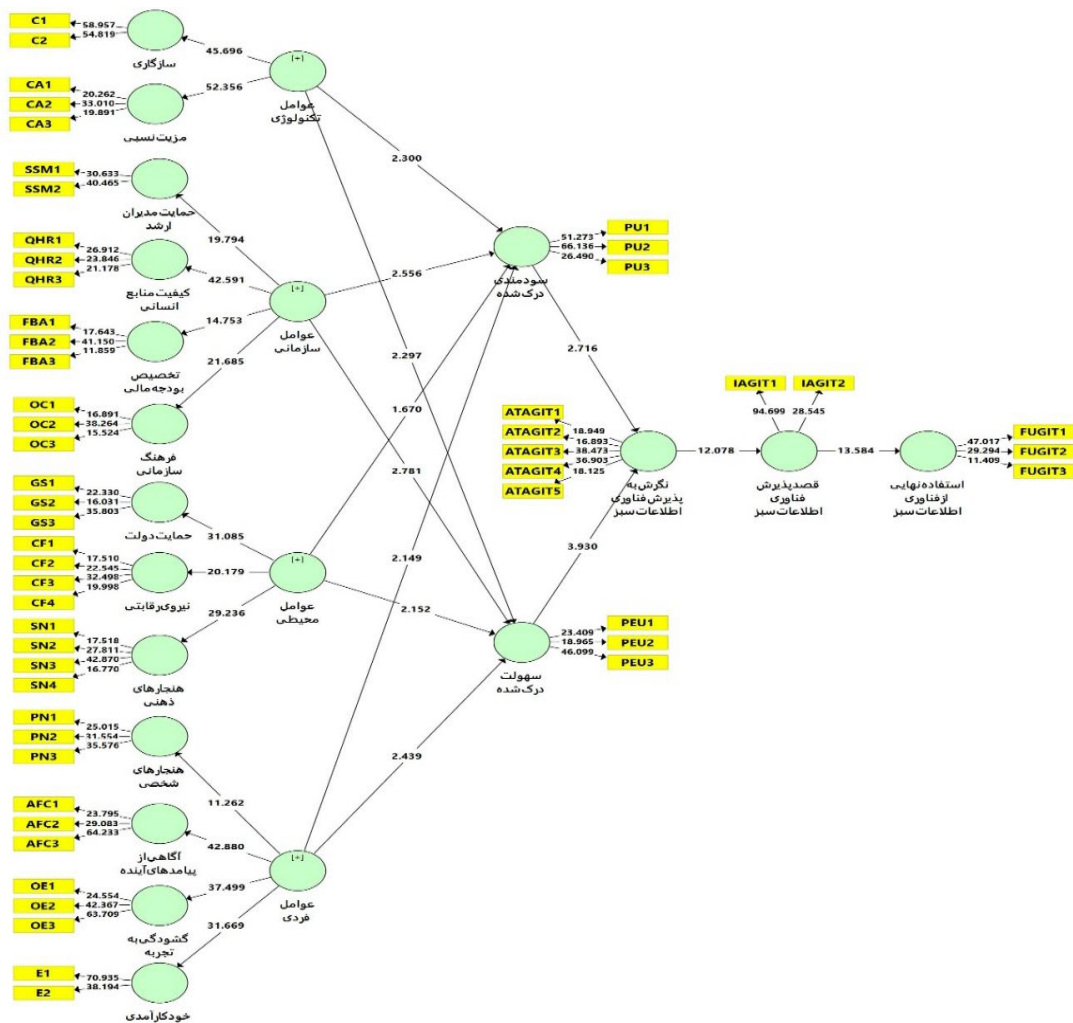 C1
58.957
C2
54.819
سازگاری
45.696
CA1
20.262
CA2
33.010
CA3
19.891
مزیت‌نسبی
52.356
[+]
عوامل
تکنولوژی
SSM1
30.633
SSM2
40.465
حمایت‌مدیران
ارشد
19.794
QHR1
26.912
QHR2
23.846
QHR3
21.178
کیفیت‌منابع
انسانی
42.591
FBA1
17.643
FBA2
41.150
FBA3
11.859
تخصیص
بودجه‌مالی
14.753
[+]
عوامل
سازمانی
OC1
16.891
OC2
38.264
OC3
15.524
فرهنگ
سازمانی
21.685
GS1
22.330
GS2
16.031
GS3
35.803
حمایت‌دولت
31.085
CF1
17.510
CF2
22.545
CF3
32.498
CF4
19.998
نیروی‌رقابتی
20.179
[+]
عوامل
محیطی
SN1
17.518
SN2
27.811
SN3
42.870
SN4
16.770
هنجارهای
ذهنی
29.236
PN1
25.015
PN2
31.554
PN3
35.576
هنجارهای
شخصی
11.262
AFC1
23.795
AFC2
29.083
AFC3
64.233
آگاهی‌از
پیامدهای‌آینده
42.880
[+]
عوامل
فردی
OE1
24.554
OE2
42.367
OE3
63.709
گشودگی‌به
تجربه
37.499
E1
70.935
E2
38.194
خودکارآمدی
31.669
2.300
2.556
2.297
1.670
2.781
2.149
2.152
2.439
سودمندی
درک‌شده
PU1
51.273
PU2
66.136
PU3
26.490
2.716
سهولت
درک‌شده
PEU1
23.409
PEU2
18.965
PEU3
46.099
3.930
ATAGIT1
18.949
ATAGIT2
16.893
ATAGIT3
38.473
ATAGIT4
36.903
ATAGIT5
18.125
نگرش‌به
پذیرش‌فناوری
اطلاعات‌سبز
12.078
IAGIT1
IAGIT2
94.699
28.545
قصدپذیرش
فناوری
اطلاعات‌سبز
13.584
استفاده‌نهایی
ازفناوری
اطلاعات‌سبز
FUGIT1
47.017
FUGIT2
29.294
FUGIT3
11.409